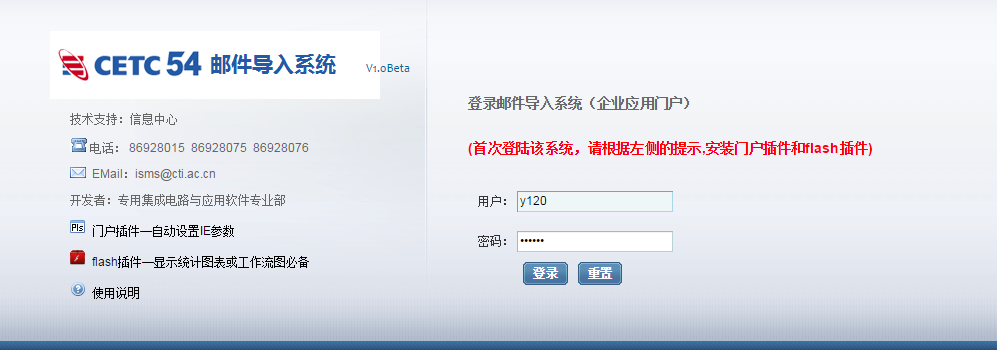 CETC 54 邮件导入系统 V1.0Beta
技术支持：信息中心
电话： 86928015 86928075 86928076
EMail：isms@cti.ac.cn
开发者：专用集成电路与应用软件专业部
Pls 门户插件—自动设置IE参数
flash插件—显示统计图表或工作流图必备
使用说明
登录邮件导入系统（企业应用门户）
(首次登陆该系统，请根据左侧的提示,安装门户插件和flash插件)
用户： y120
密码： ••••••
登录 重置